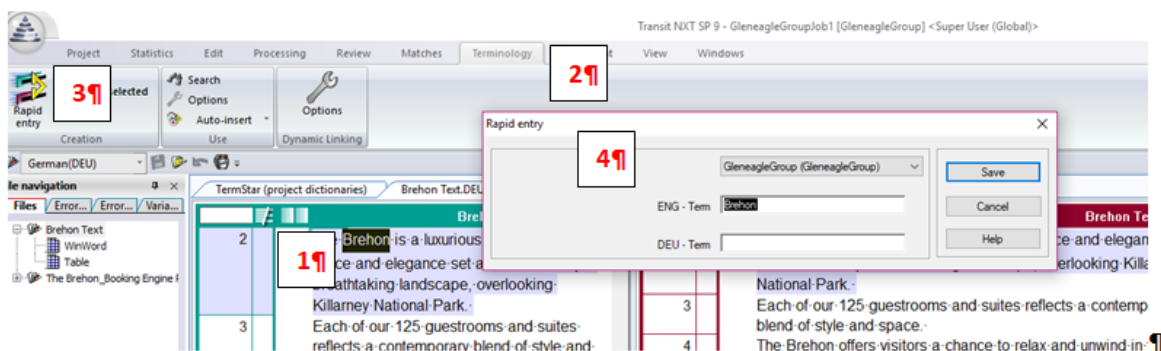 Transit NXT SP 9 - GleneagleGroupJob1 [GleneagleGroup] <Super User (Global)>
Project Statistics Edit Processing Review Matches Terminology View Windows
2¶
3¶
Search
Options
Auto-insert
Rapid entry
Options
Creation Use Dynamic Linking
Rapid entry
4¶
GleneagleGroup (GleneagleGroup)
Save
ENG - Term Brehon
Cancel
DEU - Term
Help
German(DEU)
Files Error... Error... Varia...
Brehon Text
WinWord
Table
The Brehon_Booking Engine
TermStar (project dictionaries) Brehon Text.DEU
1¶
2 Brehon·is·a·luxurious
and·elegance·set·a
landscape,·overlooking·
Killarney·National·Park.·
3 Each·of·our·125·guestrooms·and·suites·
reflects·a·contemporary·blend·of·style·and·
Brehon Te
and·elegan
National·Park.·
3 Each·of·our·125·guestrooms·and·suites·reflects·a·contemp
blend·of·style·and·space.·
4 The·Brehon·offers·visitors·a·chance·to·relax·and·unwind·in·¶